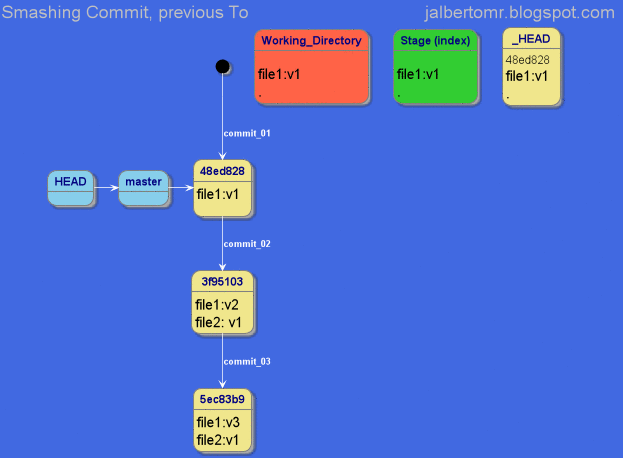 Smashing Commit, previous To
jalbertomr.blogspot.com
Working_Directory
file1:v1
.
Stage (index)
file1:v1
.
_HEAD
48ed828
file1:v1
.
commit_01
HEAD
master
48ed828
file1:v1
commit_02
3f95103
file1:v2
file2: v1
commit_03
5ec83b9
file1:v3
file2:v1